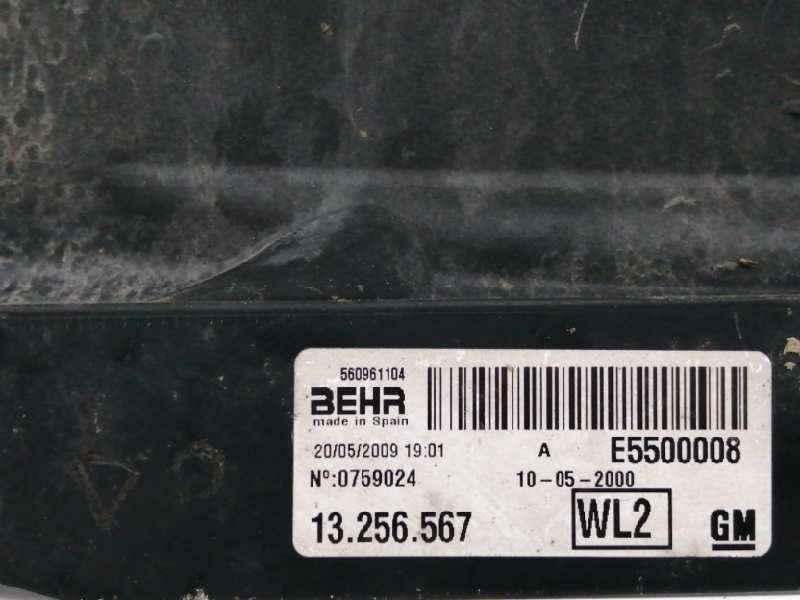 560961104
BEHR
made in Spain
20/05/2009 19:01 A E5500008
Nº:0759024 10-05-2000
13.256.567 WL2 GM